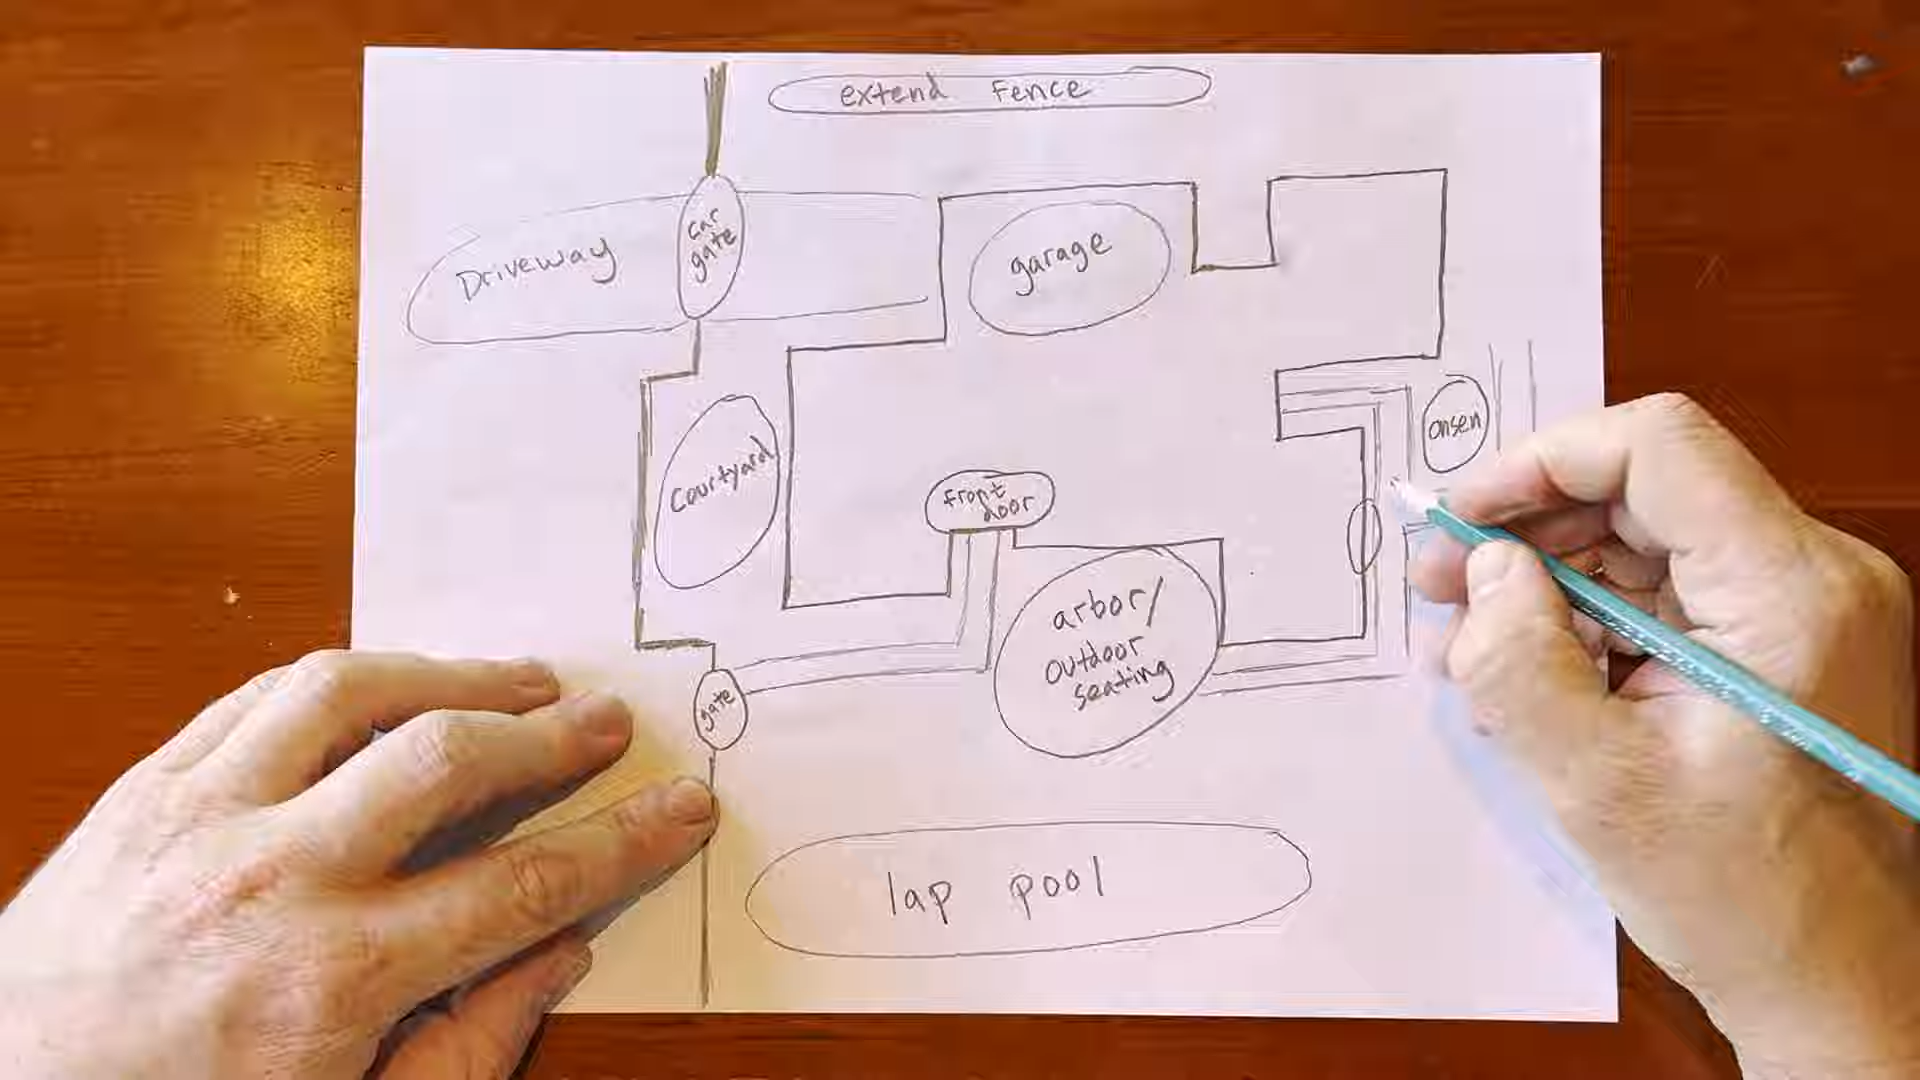 extend Fence
Driveway
car
gate
garage
Courtyard
front
door
onsen
arbor/
outdoor
seating
gate
lap pool